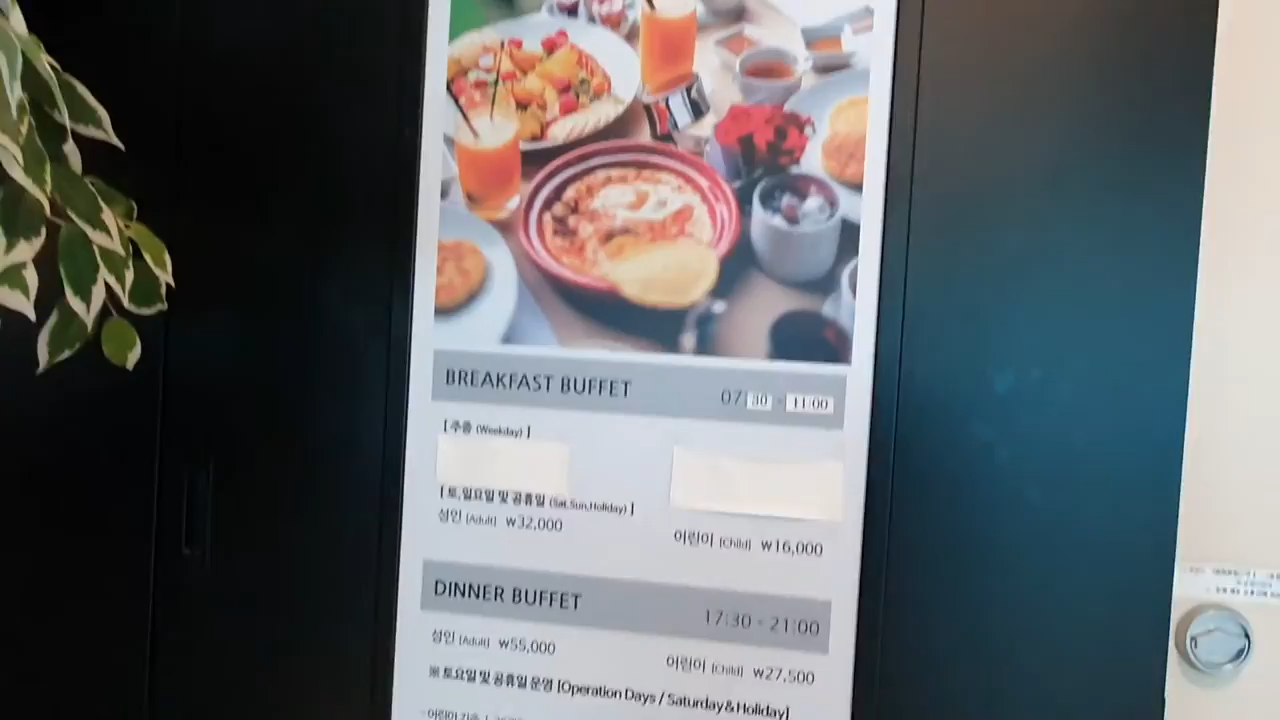 BREAKFAST BUFFET 07:30 - 11:00
[ 주중 (Weekday) ]
[ 토,일요일 및 공휴일 (Sat,Sun,Holiday) ]
성인 (Adult) ₩32,000 어린이 (Child) ₩16,000
DINNER BUFFET 17:30 - 21:00
성인 (Adult) ₩55,000 어린이 (Child) ₩27,500
※ 토요일 및 공휴일 운영 [Operation Days / Saturday&Holiday]